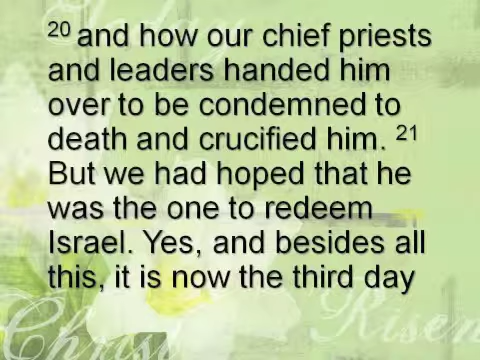 20 and how our chief priests
and leaders handed him
over to be condemned to
death and crucified him. 21
But we had hoped that he
was the one to redeem
Israel. Yes, and besides all
this, it is now the third day
Christ
Risen